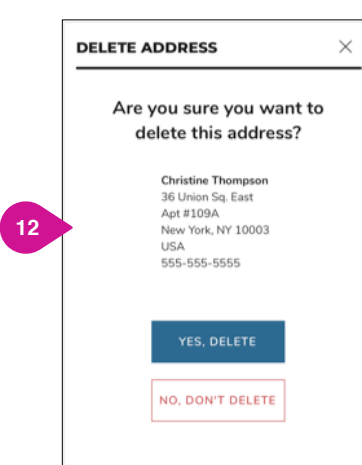 DELETE ADDRESS
Are you sure you want to
delete this address?
Christine Thompson
36 Union Sq. East
Apt #109A
New York, NY 10003
12
USA
555-555-5555
YES, DELETE
NO, DON'T DELETE